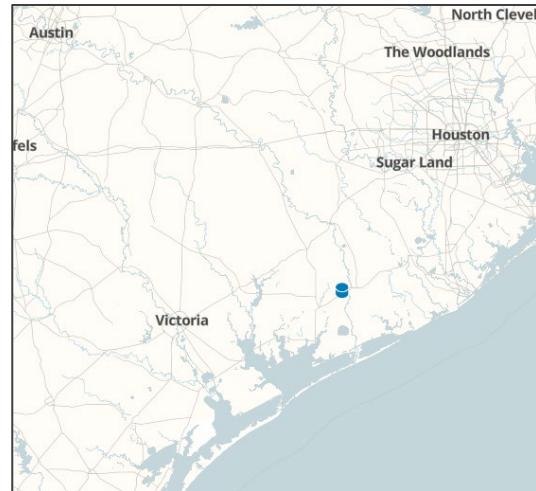 North Clevel
Austin
The Woodlands
Houston
fels
Sugar Land
Victoria